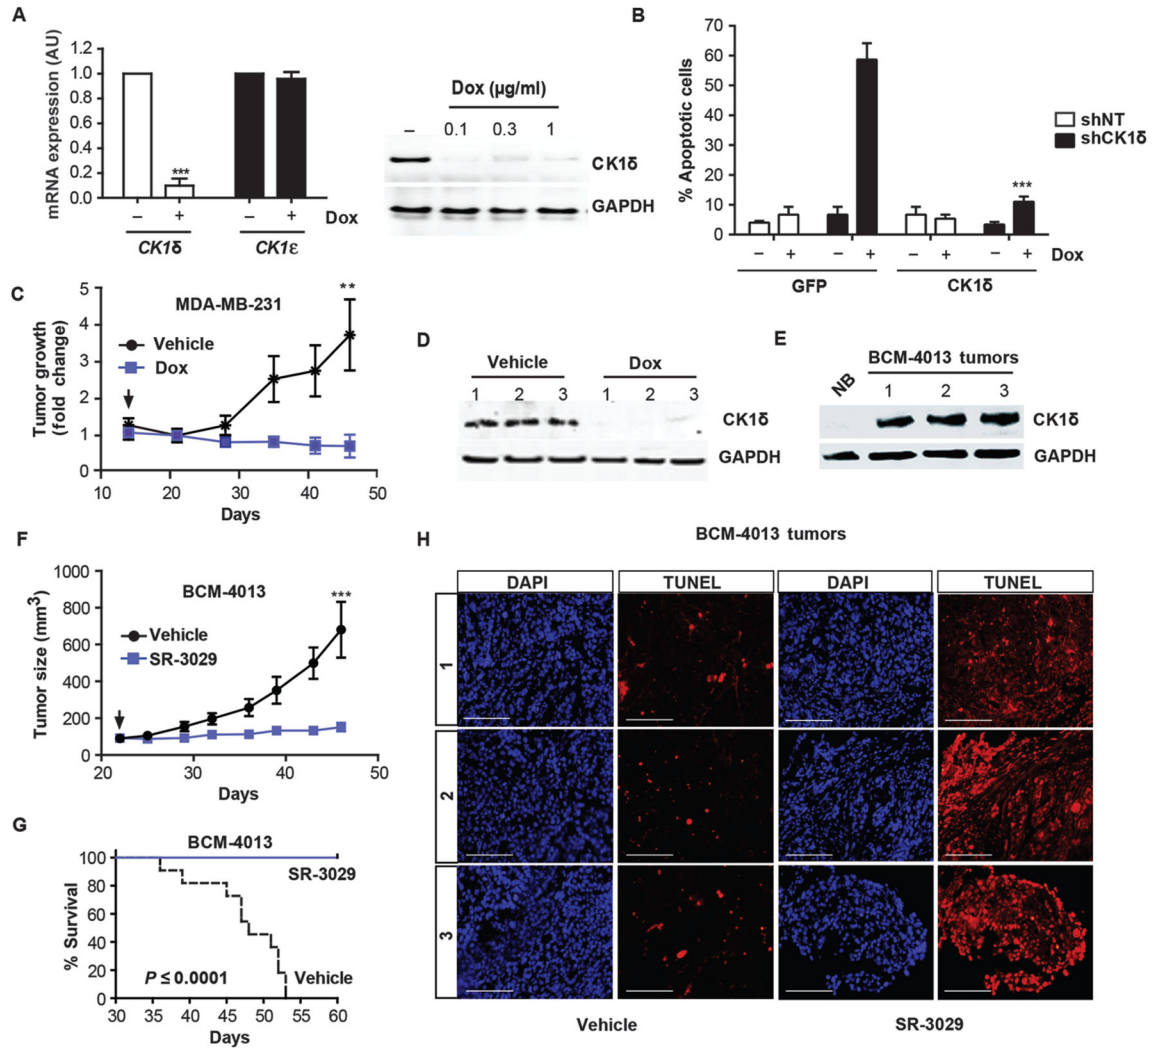 A
mRNA expression (AU)
1.2
1.0
0.8
0.6
0.4
0.2
0.0
***
– + – + Dox
CK1δ CK1ε
Dox (μg/ml)
– 0.1 0.3 1
CK1δ
GAPDH
B
% Apoptotic cells
70
60
50
40
30
20
10
0
***
shNT
shCK1δ
– + – + – + – + Dox
GFP CK1δ
C
MDA-MB-231
Tumor growth
(fold change)
5
4
3
2
1
0
Vehicle
Dox
**
10 20 30 40 50
Days
D
Vehicle Dox
1 2 3 1 2 3
CK1δ
GAPDH
E
BCM-4013 tumors
NB 1 2 3
CK1δ
GAPDH
F
BCM-4013
Tumor size (mm3)
1000
800
600
400
200
0
Vehicle
SR-3029
***
20 30 40 50
Days
G
BCM-4013
% Survival
100
80
60
40
20
0
SR-3029
P ≤ 0.0001 Vehicle
30 35 40 45 50 55 60
Days
H
BCM-4013 tumors
DAPI TUNEL DAPI TUNEL
1
2
3
Vehicle SR-3029